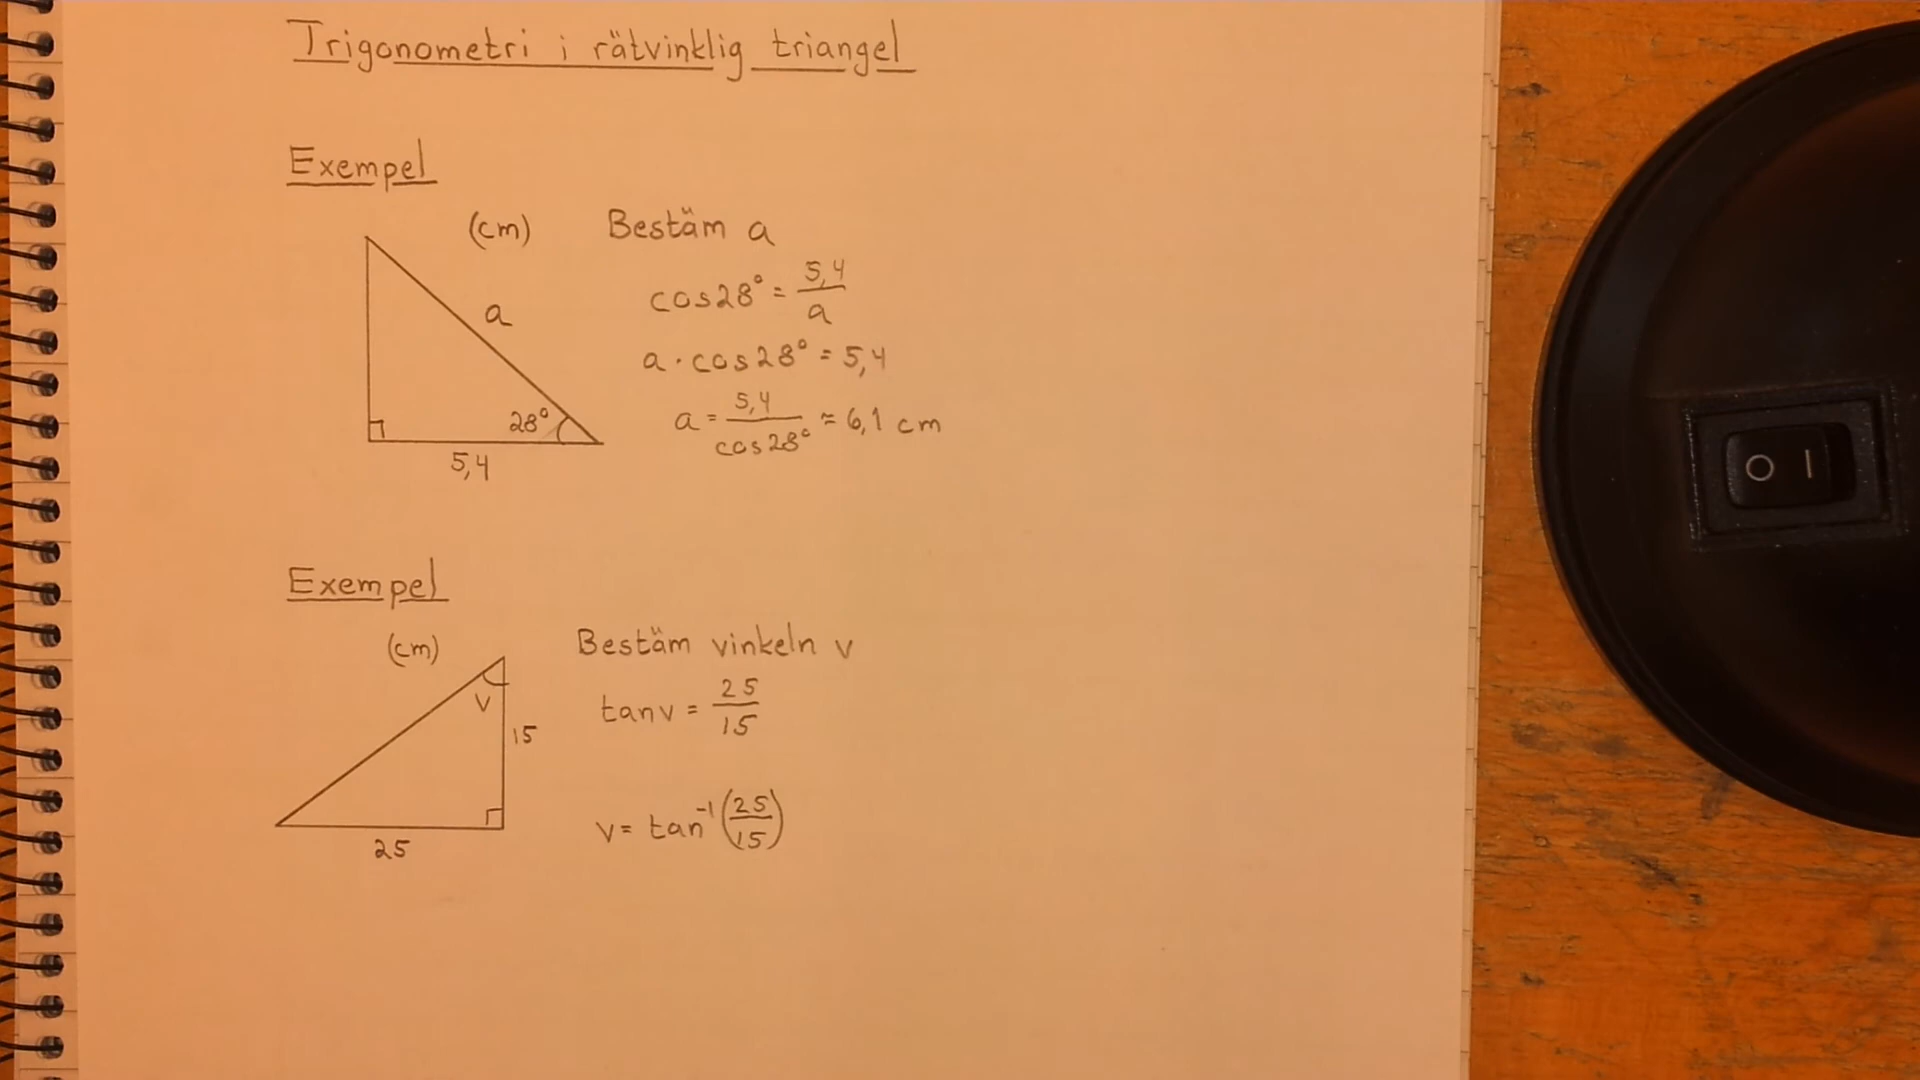 Trigonometri i rätvinklig triangel
Exempel
(cm)
Bestäm a
a
28°
5,4
cos28° = 5,4/a
a · cos28° = 5,4
a = 5,4/cos28° ≈ 6,1 cm
Exempel
(cm)
Bestäm vinkeln v
v
15
25
tanv = 25/15
v = tan⁻¹(25/15)
O I